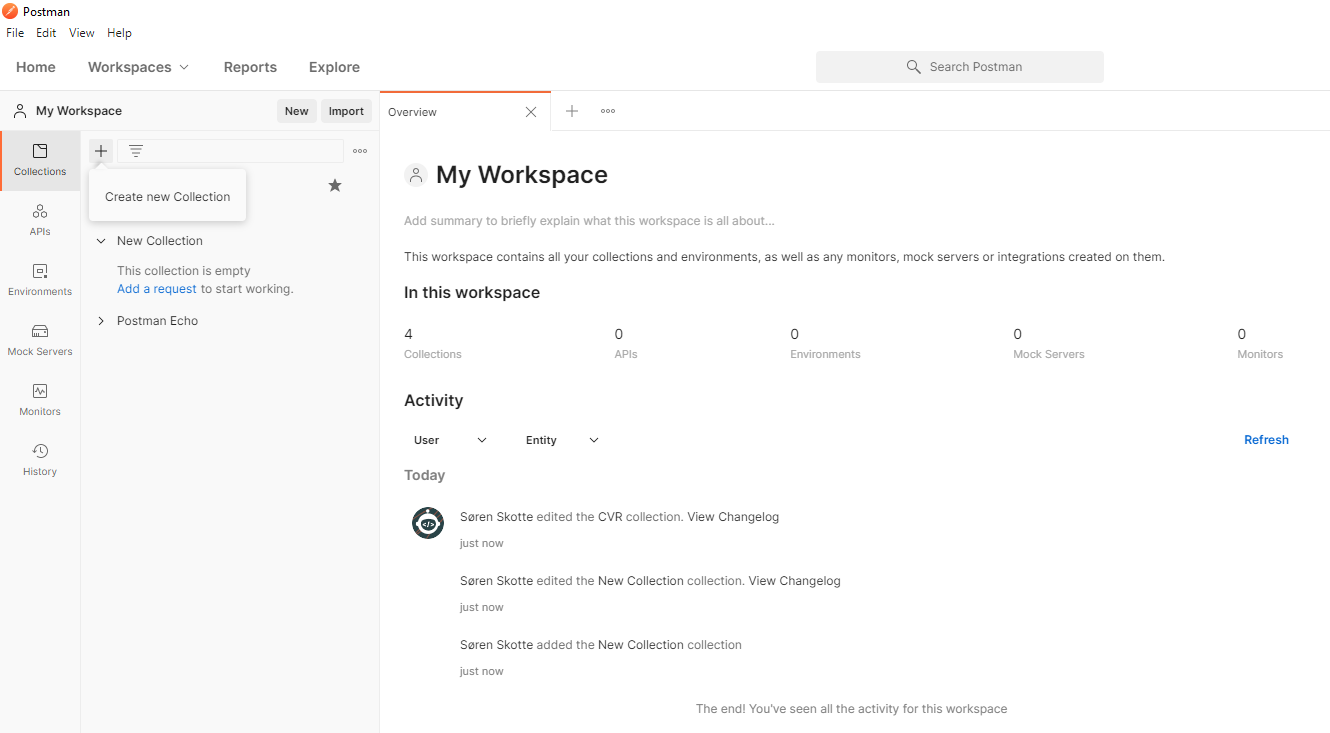 Postman
File Edit View Help
Home Workspaces Reports Explore Search Postman
My Workspace New Import
Overview
Collections
APIs
Environments
Mock Servers
Monitors
History
Create new Collection
New Collection
This collection is empty
Add a request to start working.
Postman Echo
My Workspace
Add summary to briefly explain what this workspace is all about...
This workspace contains all your collections and environments, as well as any monitors, mock servers or integrations created on them.
In this workspace
4 0 0 0 0
Collections APIs Environments Mock Servers Monitors
Activity
User Entity Refresh
Today
Søren Skotte edited the CVR collection. View Changelog
just now
Søren Skotte edited the New Collection collection. View Changelog
just now
Søren Skotte added the New Collection collection
just now
The end! You've seen all the activity for this workspace